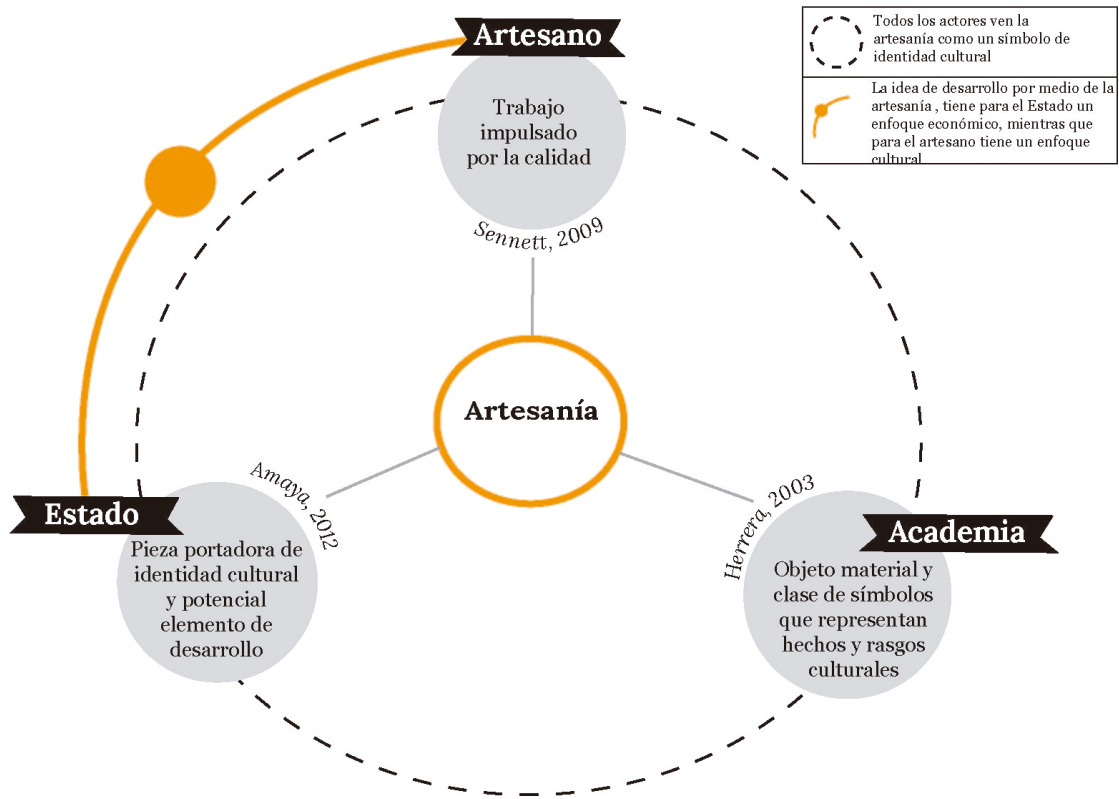 Artesano
Trabajo
impulsado
por la calidad
Sennett, 2009
Todos los actores ven la
artesanía como un símbolo de
identidad cultural
La idea de desarrollo por medio de la
artesanía , tiene para el Estado un
enfoque económico, mientras que
para el artesano tiene un enfoque
cultural
Artesanía
Estado
Amaya, 2012
Pieza portadora de
identidad cultural
y potencial
elemento de
desarrollo
Academia
Herrera, 2003
Objeto material y
clase de símbolos
que representan
hechos y rasgos
culturales